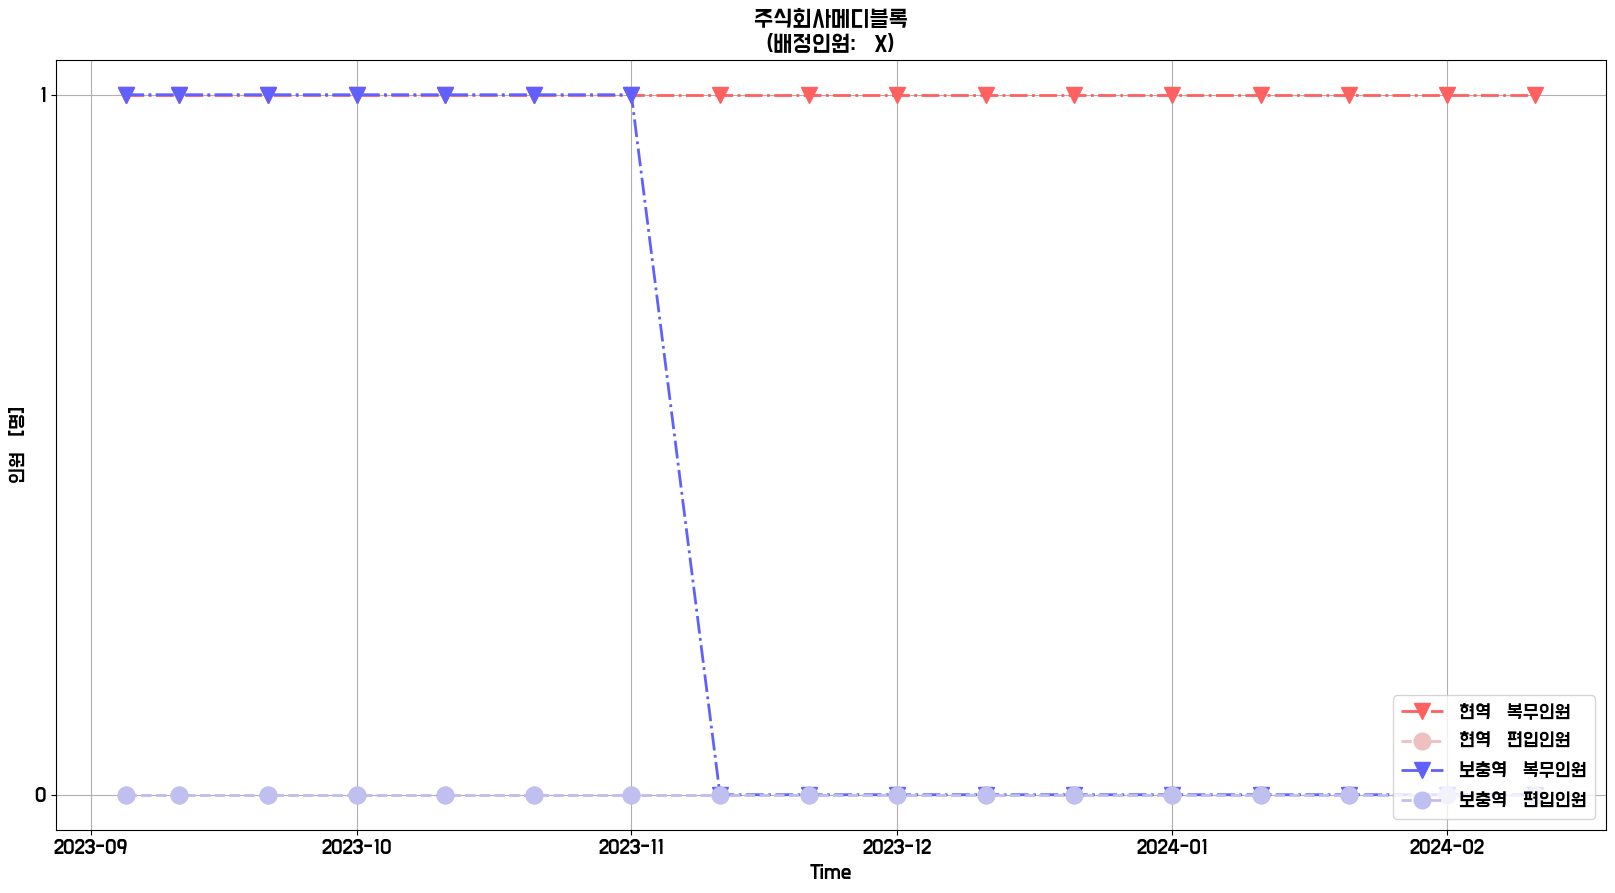 주식회사메디블록
(배정인원: X)
인원 [명]
1
0
현역 복무인원
현역 편입인원
보충역 복무인원
보충역 편입인원
2023-09 2023-10 2023-11 2023-12 2024-01 2024-02
Time